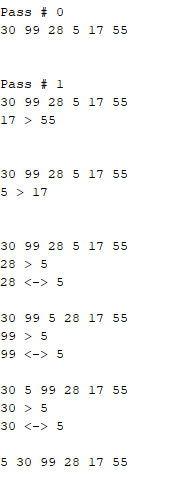 Pass # 0
30 99 28 5 17 55
Pass # 1
30 99 28 5 17 55
17 > 55
30 99 28 5 17 55
5 > 17
30 99 28 5 17 55
28 > 5
28 <-> 5
30 99 5 28 17 55
99 > 5
99 <-> 5
30 5 99 28 17 55
30 > 5
30 <-> 5
5 30 99 28 17 55